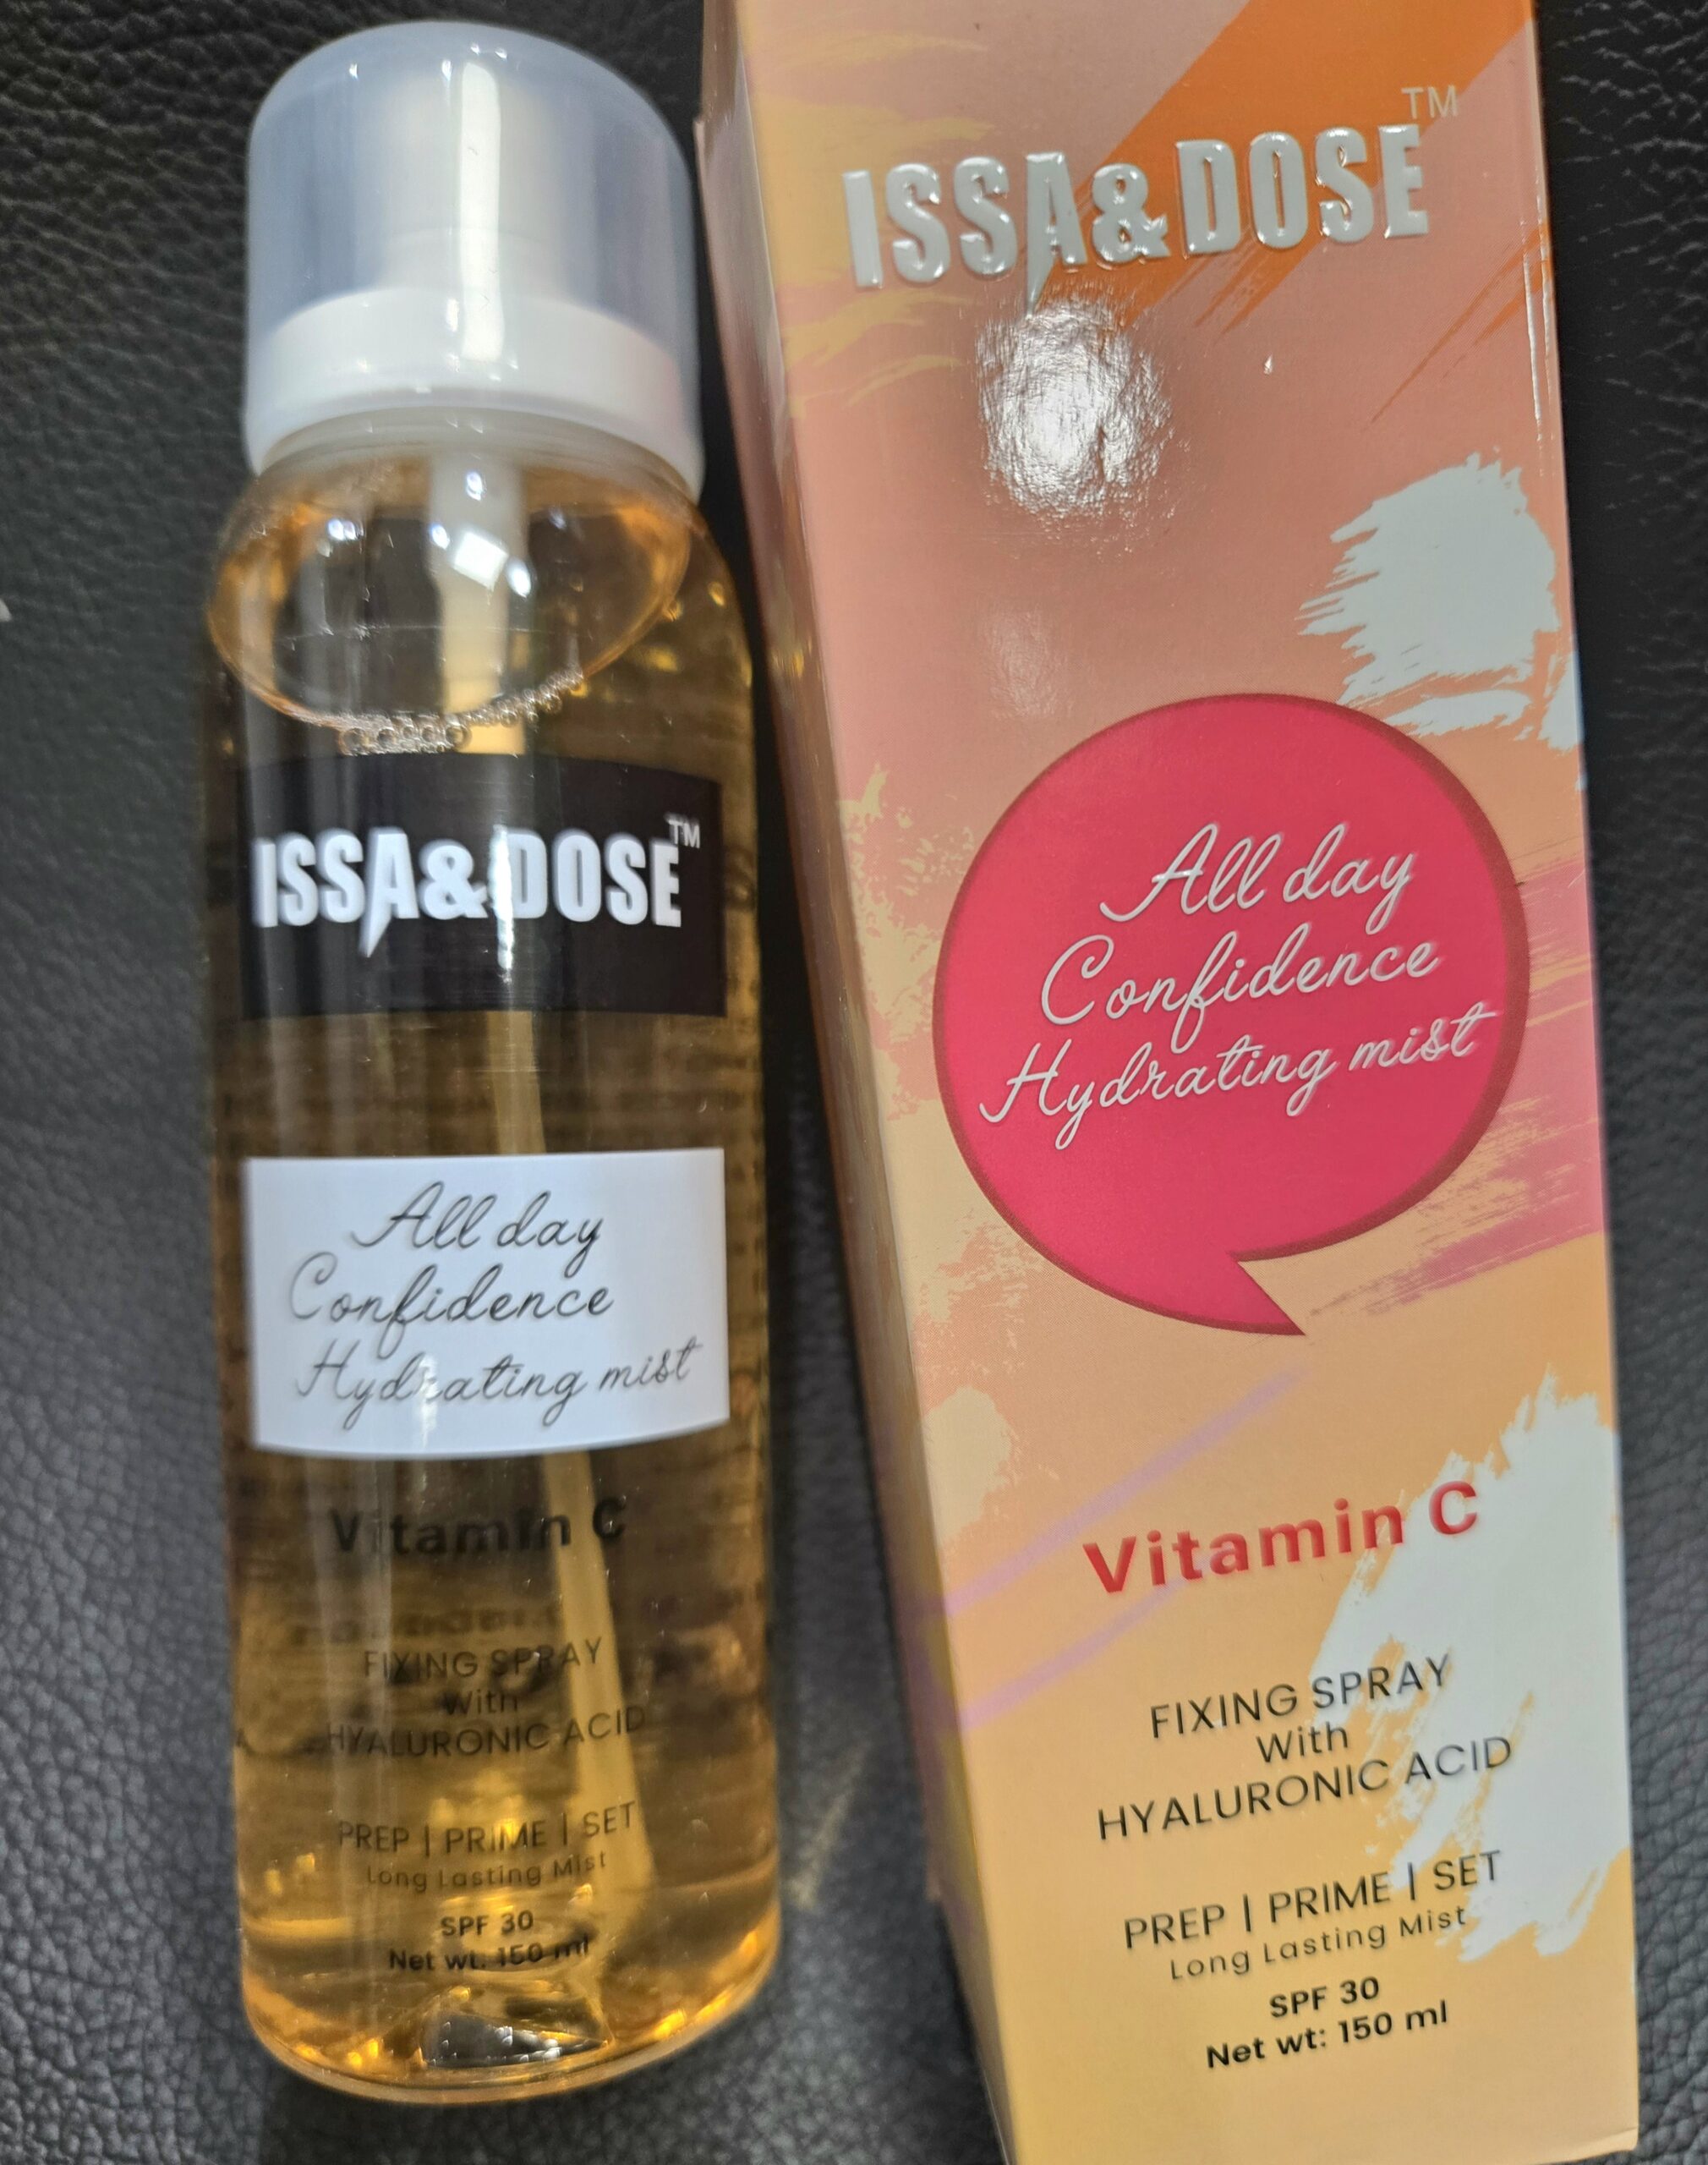 ISSA&DOSE™
All day
Confidence
Hydrating mist
Vitamin C
FIXING SPRAY
With
HYALURONIC ACID
PREP | PRIME | SET
Long Lasting Mist
SPF 30
Net wt: 150 ml
ISSA&DOSE™
All day
Confidence
Hydrating mist
Vitamin C
FIXING SPRAY
With
HYALURONIC ACID
PREP | PRIME | SET
Long Lasting Mist
SPF 30
Net wt: 150 ml